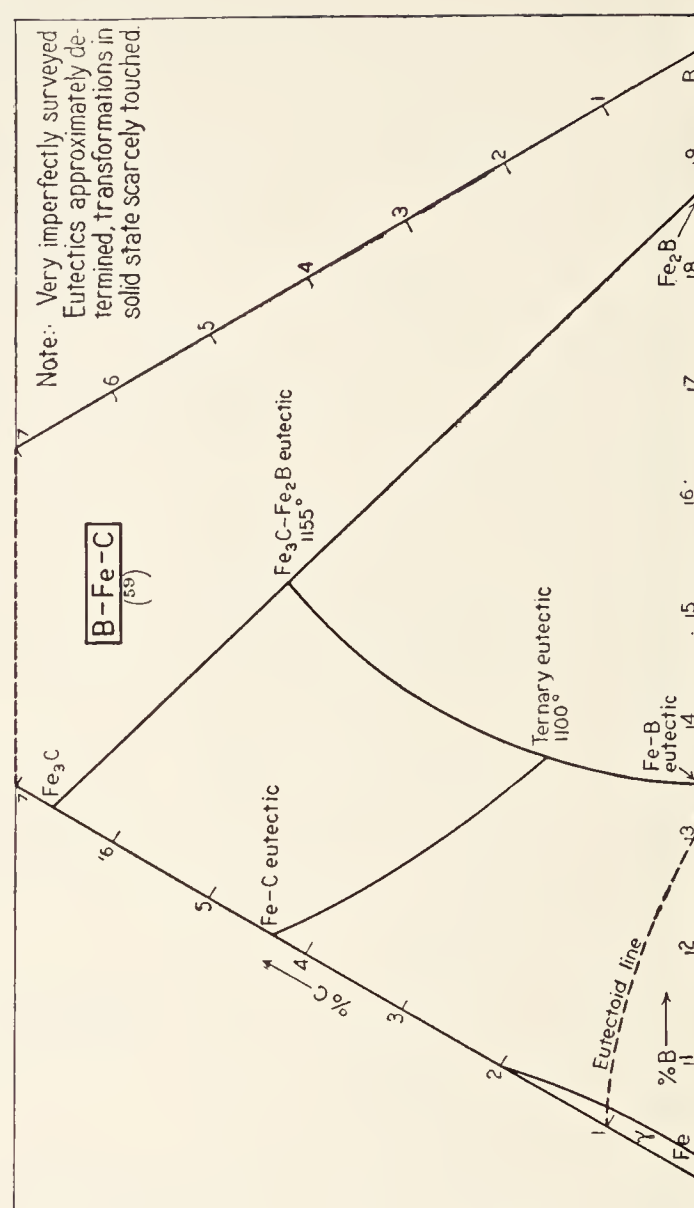 Note:- Very imperfectly surveyed
Eutectics approximately de-
termined, transformations in
solid state scarcely touched.
B-Fe-C
(59)
7
6
5
4
3
2
1
7
6
5
4
3
2
1
%C
Fe₃C
Fe₃C-Fe₂B eutectic
1155°
Fe-C eutectic
Ternary eutectic
1100°
Fe-B
eutectic
Eutectoid line
%B
γ
Fe₂B
Fe
1
2
3
4
5
6
7
8
9
B